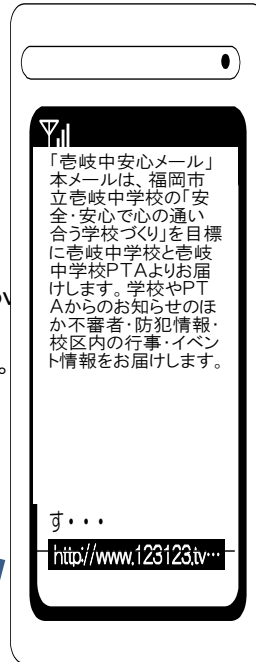 「壱岐中安心メール」
本メールは、福岡市
立壱岐中学校の「安
全・安心で心の通い
合う学校づくり」を目標
に壱岐中学校と壱岐
中学校PTAよりお届
けします。学校やPT
Aからのお知らせのほ
か不審者・防犯情報・
校区内の行事・イベン
ト情報をお届けします。
す・・・
http://www.123123.tv…